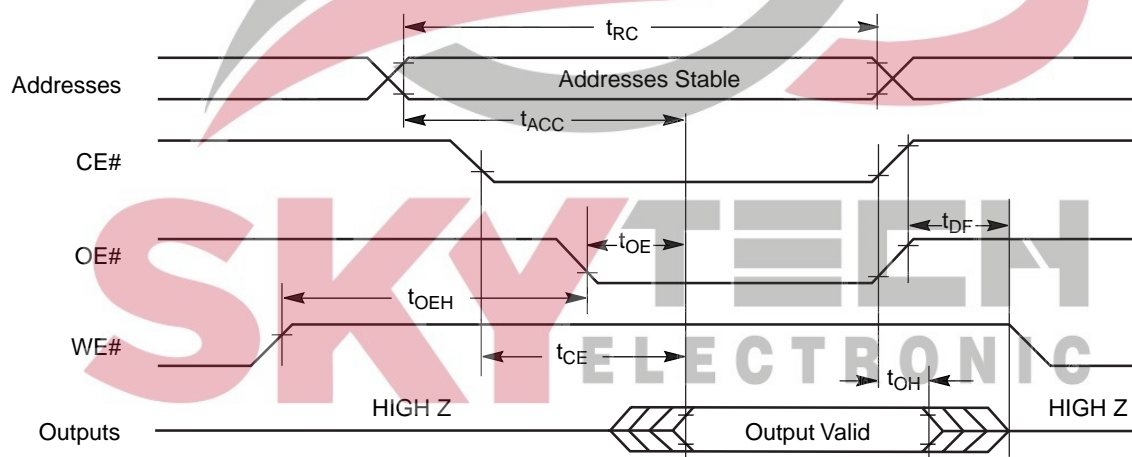 tRC
Addresses
Addresses Stable
tACC
CE#
tDF
OE#
tOE
tOEH
WE#
tCE
tOH
HIGH Z
HIGH Z
Outputs
Output Valid
SKYTECH
ELECTRONIC